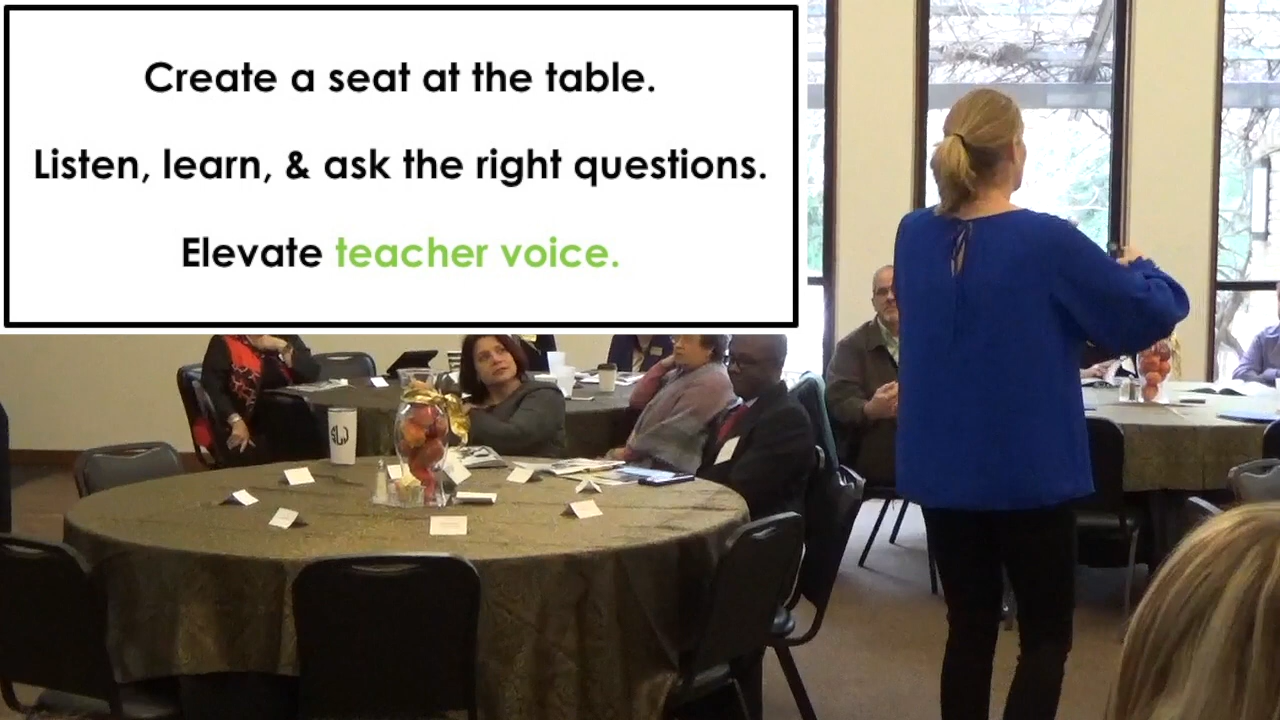 Create a seat at the table.
Listen, learn, & ask the right questions.
Elevate teacher voice.